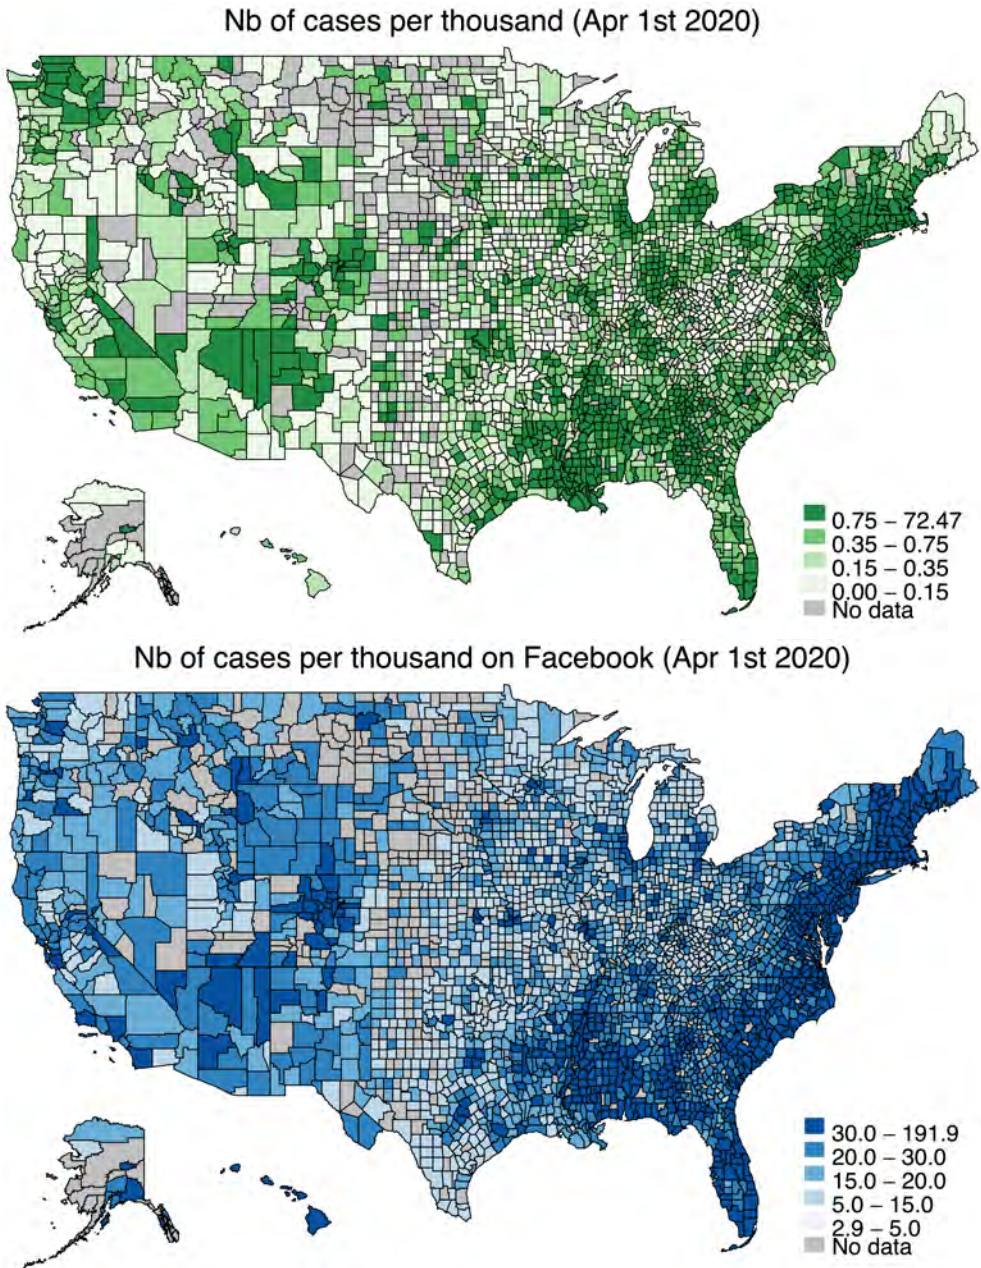 Nb of cases per thousand (Apr 1st 2020)
0.75 – 72.47
0.35 – 0.75
0.15 – 0.35
0.00 – 0.15
No data
Nb of cases per thousand on Facebook (Apr 1st 2020)
30.0 – 191.9
20.0 – 30.0
15.0 – 20.0
5.0 – 15.0
2.9 – 5.0
No data